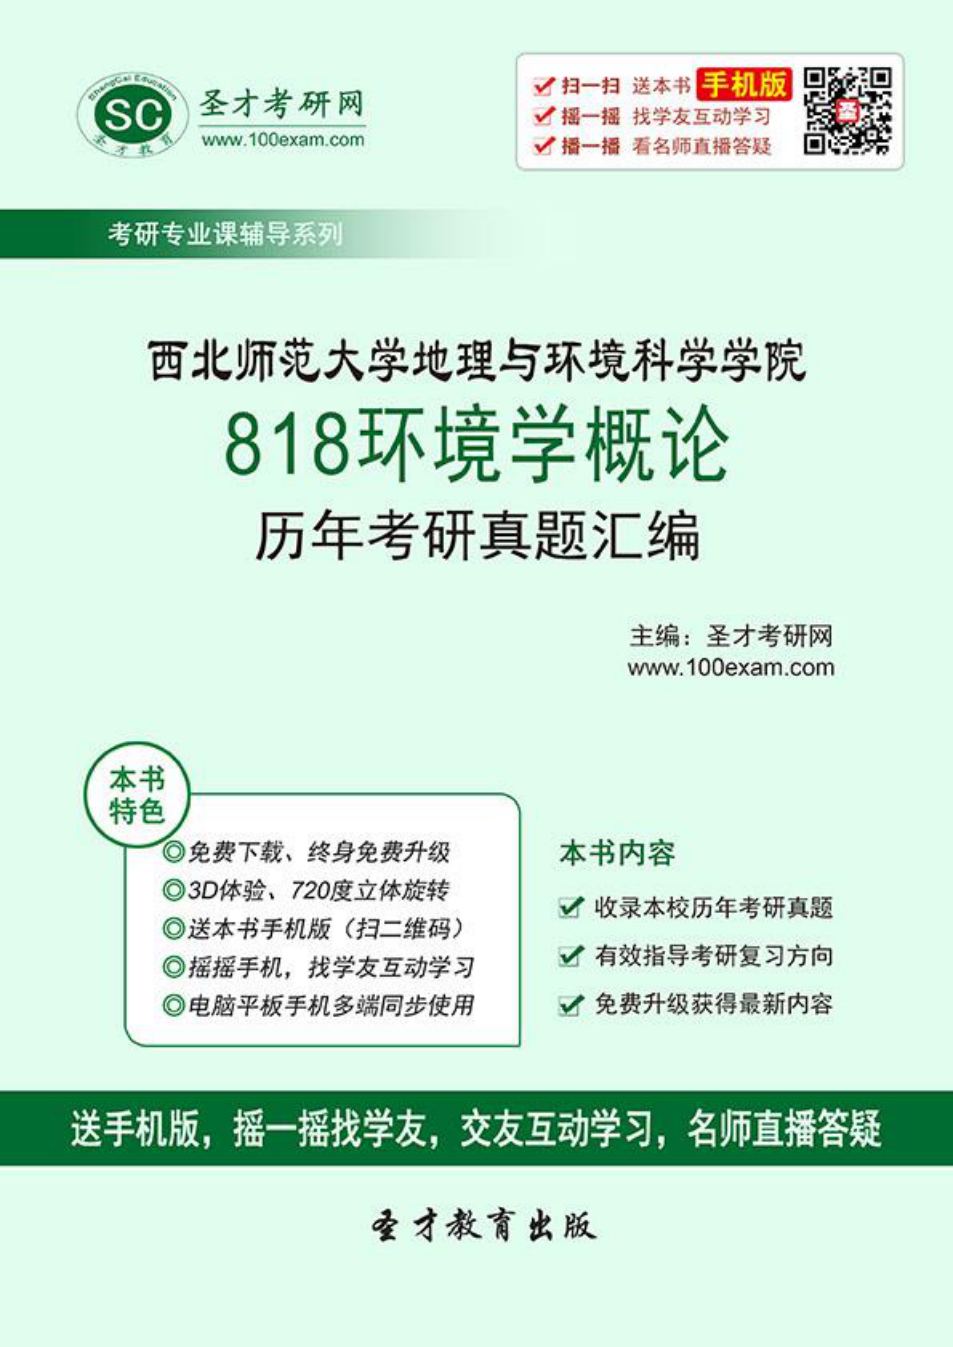 ShengCai Education
SC
圣才教育
圣才考研网
www.100exam.com
扫一扫 送本书 手机版
摇一摇 找学友互动学习
播一播 看名师直播答疑
圣
考研专业课辅导系列
西北师范大学地理与环境科学学院
818环境学概论
历年考研真题汇编
主编：圣才考研网
www.100exam.com
本书
特色
◎免费下载、终身免费升级
◎3D体验、720度立体旋转
◎送本书手机版（扫二维码）
◎摇摇手机，找学友互动学习
◎电脑平板手机多端同步使用
本书内容
收录本校历年考研真题
有效指导考研复习方向
免费升级获得最新内容
送手机版，摇一摇找学友，交友互动学习，名师直播答疑
圣才教育出版